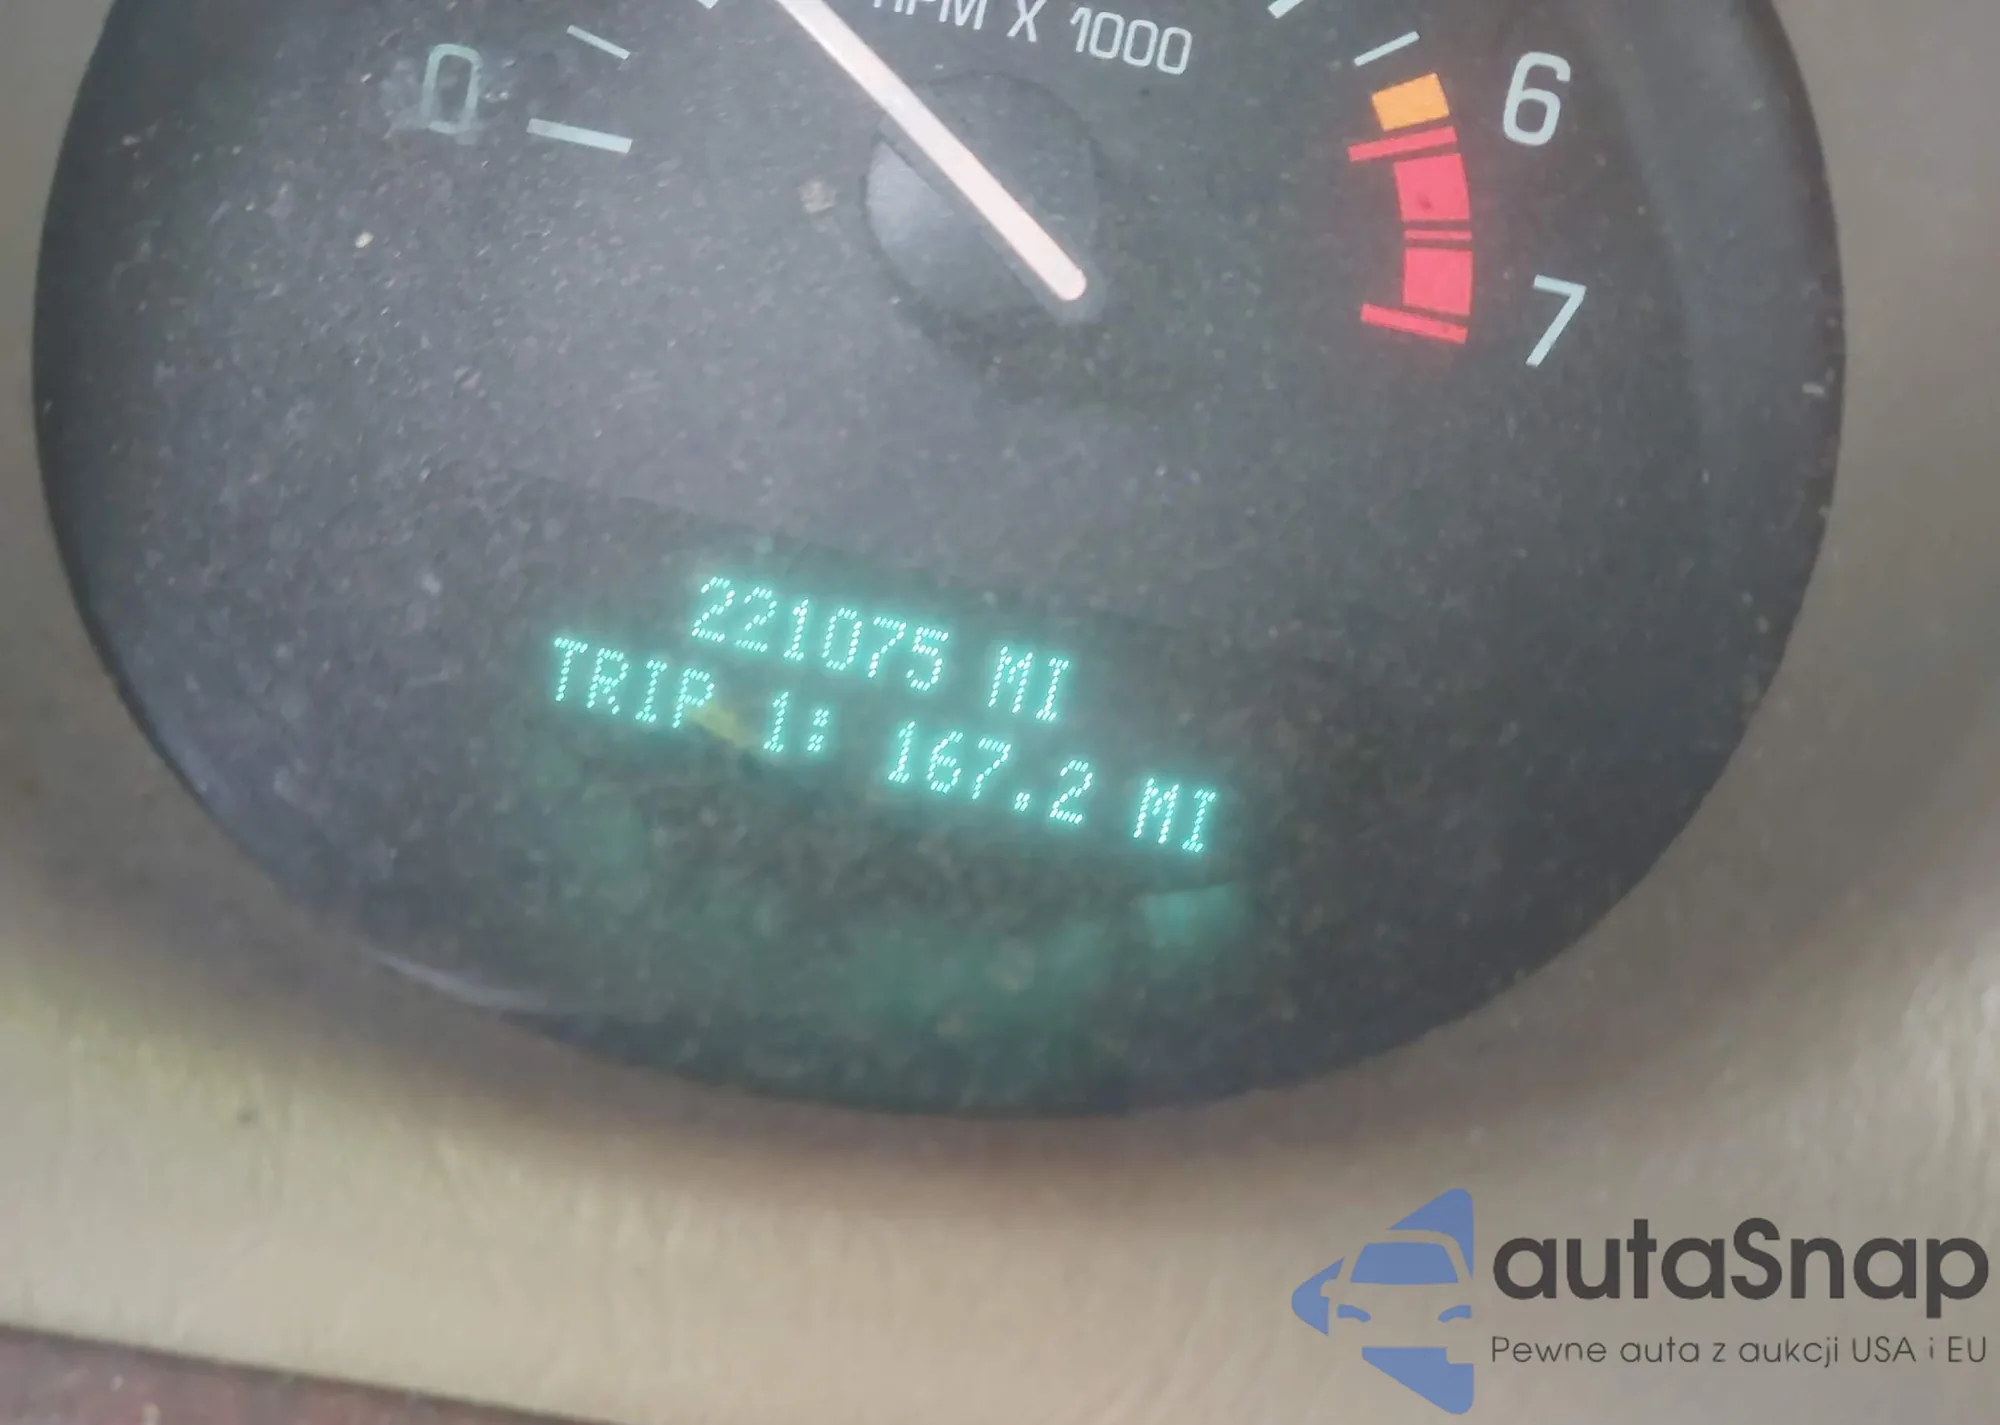 RPM X 1000
0
6
7
221075 MI
TRIP 1: 167.2 MI
autaSnap
Pewne auta z aukcji USA i EU